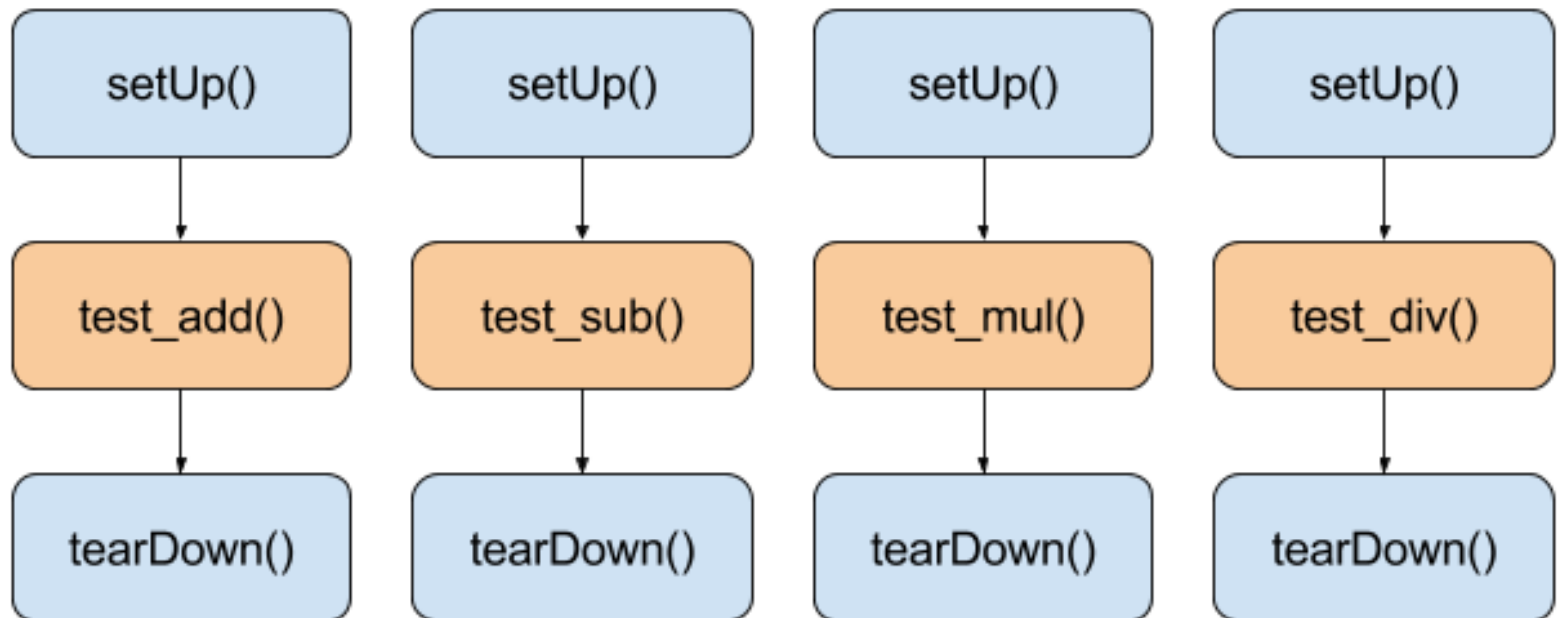 setUp()
setUp()
setUp()
setUp()
test_add()
test_sub()
test_mul()
test_div()
tearDown()
tearDown()
tearDown()
tearDown()